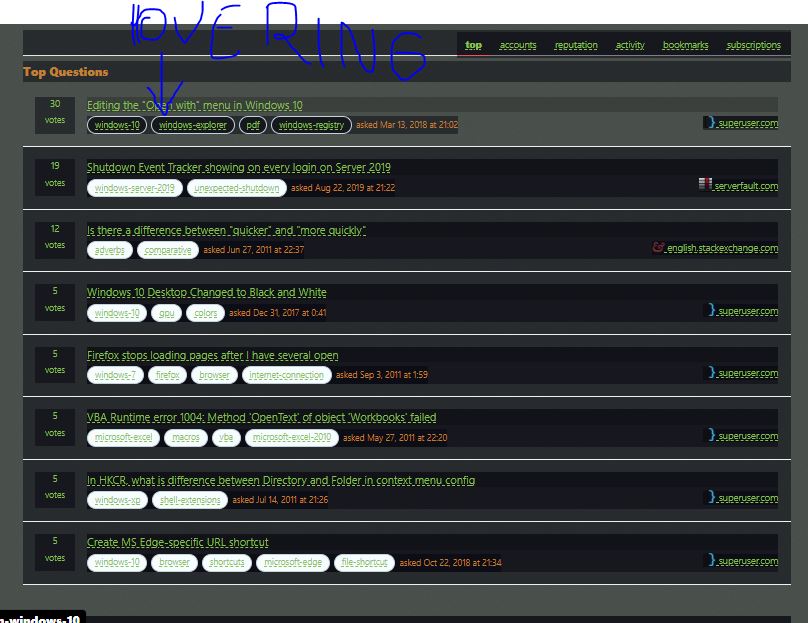 HOVERING
top accounts reputation activity bookmarks subscriptions
Top Questions
30 votes
Editing the "Open with" menu in Windows 10
windows-10 windows-explorer pdf windows-registry asked Mar 13, 2018 at 21:02
superuser.com
19 votes
Shutdown Event Tracker showing on every login on Server 2019
windows-server-2019 unexpected-shutdown asked Aug 22, 2019 at 21:22
serverfault.com
12 votes
Is there a difference between "quicker" and "more quickly"
adverbs comparative asked Jun 27, 2011 at 22:37
english.stackexchange.com
5 votes
Windows 10 Desktop Changed to Black and White
windows-10 gpu colors asked Dec 31, 2017 at 0:41
superuser.com
5 votes
Firefox stops loading pages after I have several open
windows-7 firefox browser internet-connection asked Sep 3, 2011 at 1:59
superuser.com
5 votes
VBA Runtime error 1004: Method 'OpenText' of object 'Workbooks' failed
microsoft-excel macros vba microsoft-excel-2010 asked May 27, 2011 at 22:20
superuser.com
5 votes
In HKCR, what is difference between Directory and Folder in context menu config
windows-xp shell-extensions asked Jul 14, 2011 at 21:26
superuser.com
5 votes
Create MS Edge-specific URL shortcut
windows-10 browser shortcuts microsoft-edge file-shortcut asked Oct 22, 2018 at 21:34
superuser.com
n-windows-10